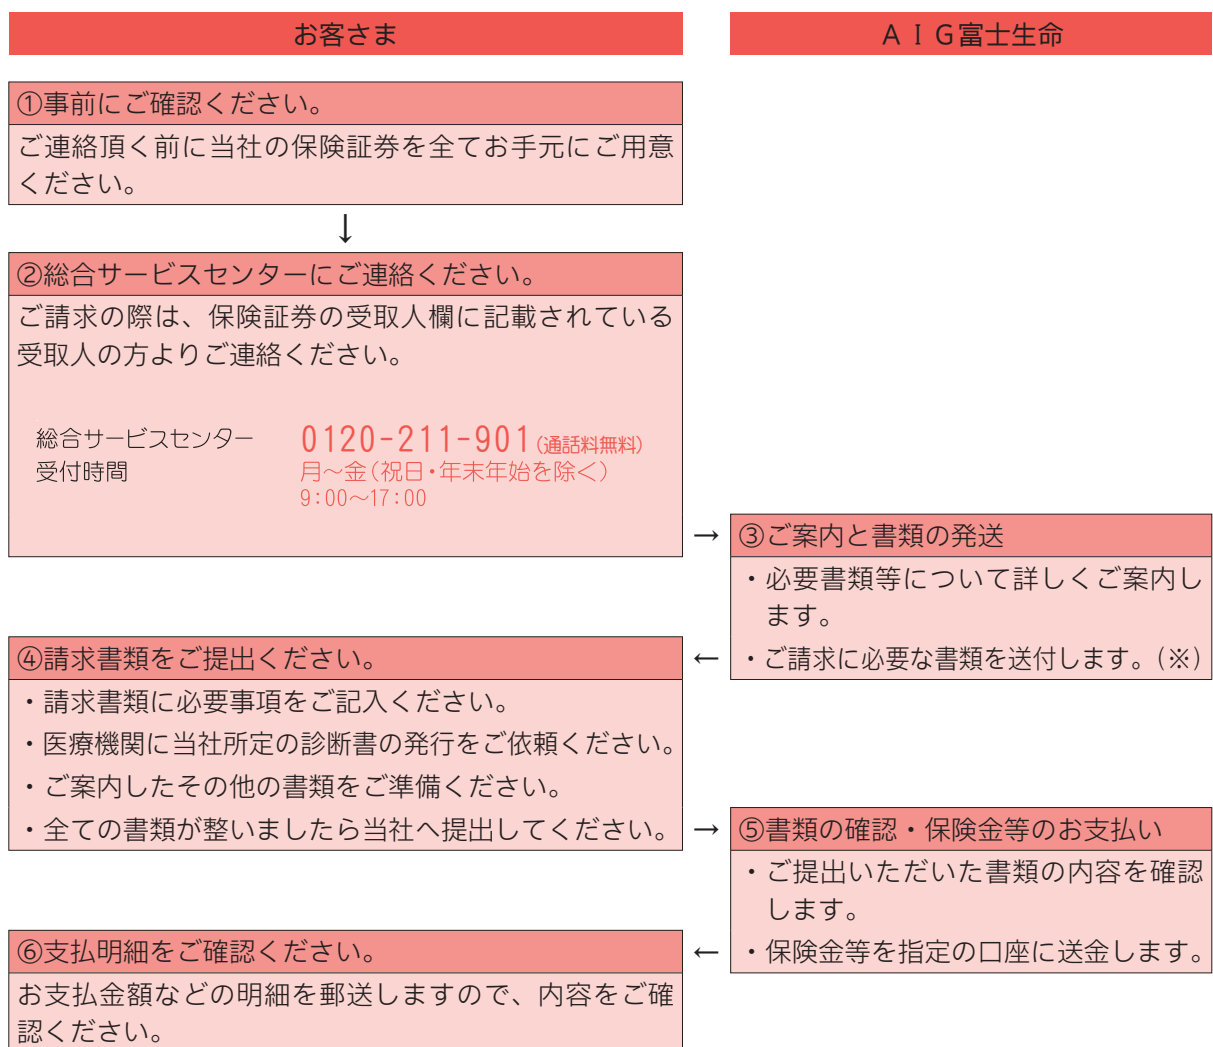 お客さま
ＡＩＧ富士生命
①事前にご確認ください。
ご連絡頂く前に当社の保険証券を全てお手元にご用意
ください。
↓
②総合サービスセンターにご連絡ください。
ご請求の際は、保険証券の受取人欄に記載されている
受取人の方よりご連絡ください。
総合サービスセンター 0120-211-901(通話料無料)
受付時間 月～金(祝日・年末年始を除く)
9:00～17:00
→
③ご案内と書類の発送
・必要書類等について詳しくご案内し
ます。
・ご請求に必要な書類を送付します。(※)
←
④請求書類をご提出ください。
・請求書類に必要事項をご記入ください。
・医療機関に当社所定の診断書の発行をご依頼ください。
・ご案内したその他の書類をご準備ください。
・全ての書類が整いましたら当社へ提出してください。
→
⑤書類の確認・保険金等のお支払い
・ご提出いただいた書類の内容を確認
します。
・保険金等を指定の口座に送金します。
←
⑥支払明細をご確認ください。
お支払金額などの明細を郵送しますので、内容をご確
認ください。